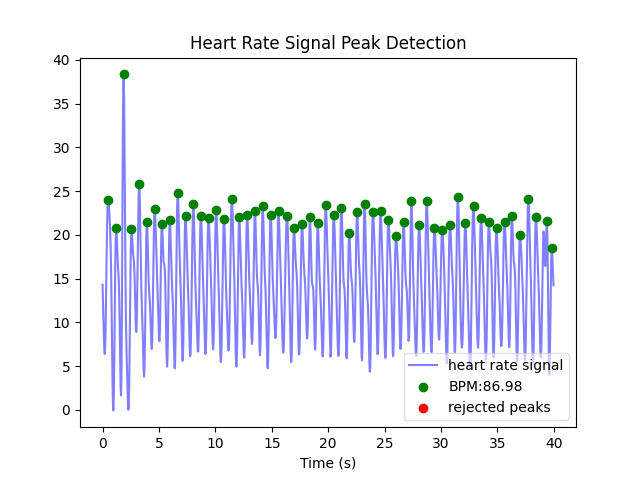 Heart Rate Signal Peak Detection
40
35
30
25
20
15
10
5
0
heart rate signal
BPM:86.98
rejected peaks
0 5 10 15 20 25 30 35 40
Time (s)